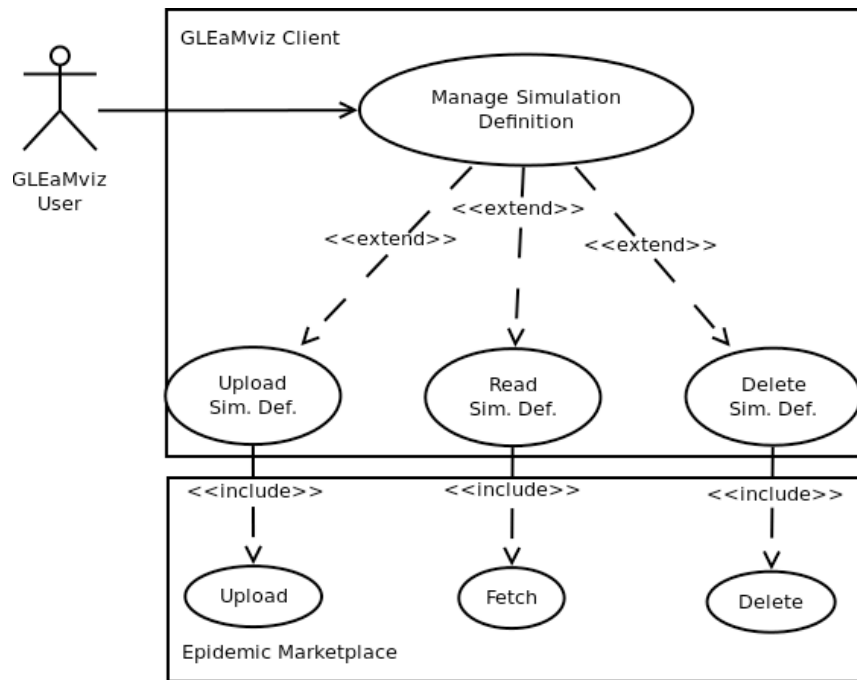 GLEaMviz Client
Manage Simulation
Definition
GLEaMviz
User
<<extend>>
<<extend>>
<<extend>>
Upload
Sim. Def.
Read
Sim. Def.
Delete
Sim. Def.
<<include>>
<<include>>
<<include>>
Upload
Fetch
Delete
Epidemic Marketplace